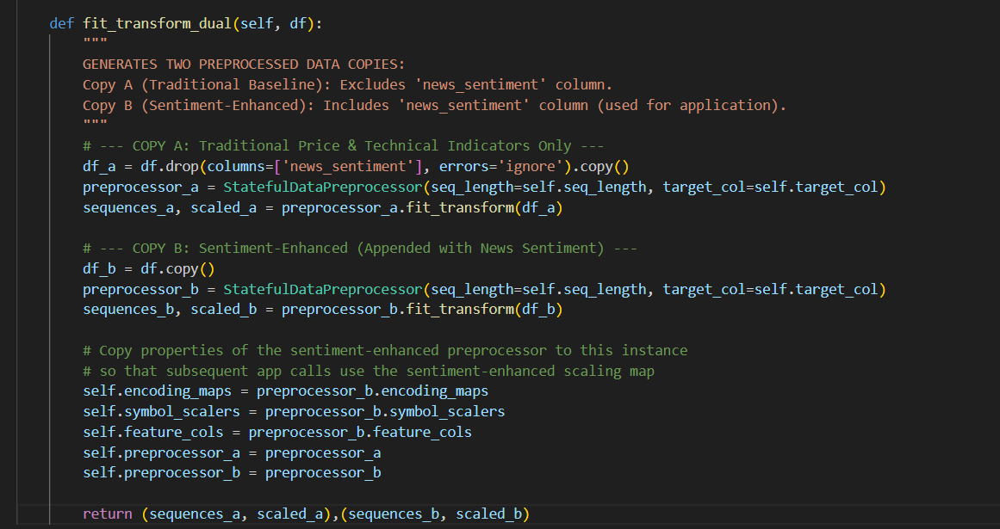 def fit_transform_dual(self, df):
"""
GENERATES TWO PREPROCESSED DATA COPIES:
Copy A (Traditional Baseline): Excludes 'news_sentiment' column.
Copy B (Sentiment-Enhanced): Includes 'news_sentiment' column (used for application).
"""
# --- COPY A: Traditional Price & Technical Indicators Only ---
df_a = df.drop(columns=['news_sentiment'], errors='ignore').copy()
preprocessor_a = StatefulDataPreprocessor(seq_length=self.seq_length, target_col=self.target_col)
sequences_a, scaled_a = preprocessor_a.fit_transform(df_a)
# --- COPY B: Sentiment-Enhanced (Appended with News Sentiment) ---
df_b = df.copy()
preprocessor_b = StatefulDataPreprocessor(seq_length=self.seq_length, target_col=self.target_col)
sequences_b, scaled_b = preprocessor_b.fit_transform(df_b)
# Copy properties of the sentiment-enhanced preprocessor to this instance
# so that subsequent app calls use the sentiment-enhanced scaling map
self.encoding_maps = preprocessor_b.encoding_maps
self.symbol_scalers = preprocessor_b.symbol_scalers
self.feature_cols = preprocessor_b.feature_cols
self.preprocessor_a = preprocessor_a
self.preprocessor_b = preprocessor_b
return (sequences_a, scaled_a),(sequences_b, scaled_b)